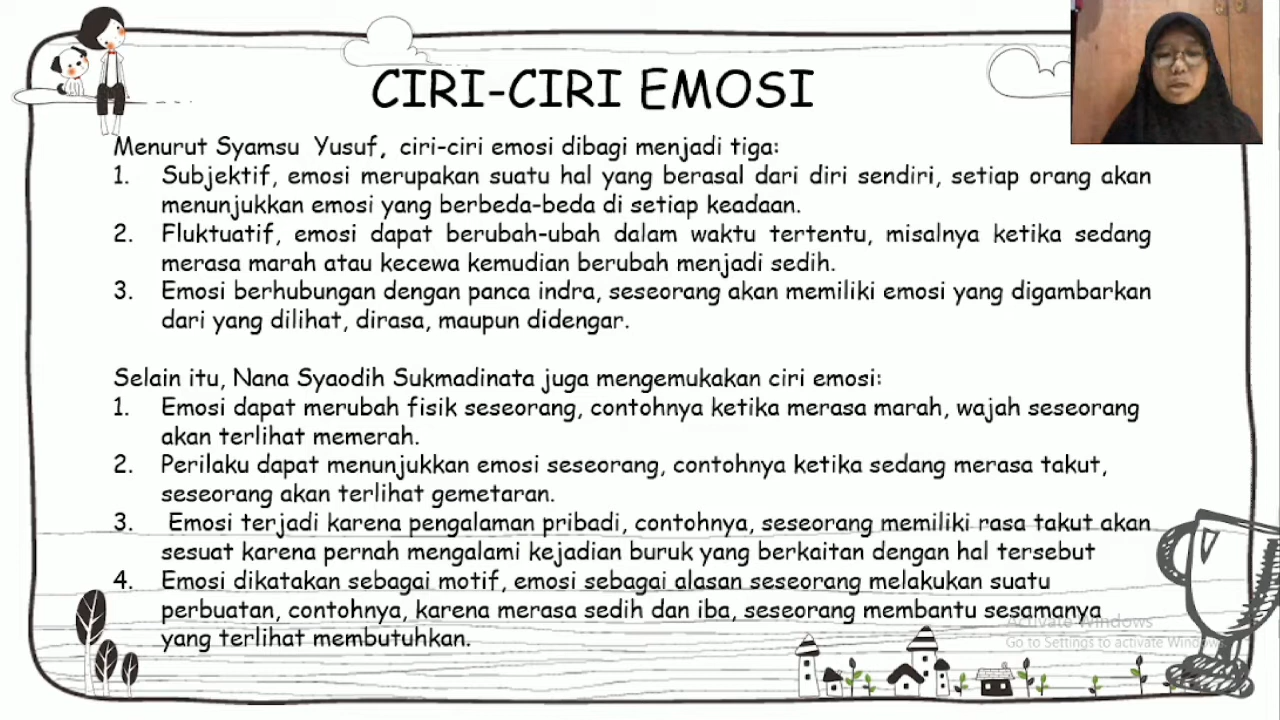 CIRI-CIRI EMOSI
Menurut Syamsu Yusuf, ciri-ciri emosi dibagi menjadi tiga:
1. Subjektif, emosi merupakan suatu hal yang berasal dari diri sendiri, setiap orang akan
menunjukkan emosi yang berbeda-beda di setiap keadaan.
2. Fluktuatif, emosi dapat berubah-ubah dalam waktu tertentu, misalnya ketika sedang
merasa marah atau kecewa kemudian berubah menjadi sedih.
3. Emosi berhubungan dengan panca indra, seseorang akan memiliki emosi yang digambarkan
dari yang dilihat, dirasa, maupun didengar.
Selain itu, Nana Syaodih Sukmadinata juga mengemukakan ciri emosi:
1. Emosi dapat merubah fisik seseorang, contohnya ketika merasa marah, wajah seseorang
akan terlihat memerah.
2. Perilaku dapat menunjukkan emosi seseorang, contohnya ketika sedang merasa takut,
seseorang akan terlihat gemetaran.
3. Emosi terjadi karena pengalaman pribadi, contohnya, seseorang memiliki rasa takut akan
sesuat karena pernah mengalami kejadian buruk yang berkaitan dengan hal tersebut
4. Emosi dikatakan sebagai motif, emosi sebagai alasan seseorang melakukan suatu
perbuatan, contohnya, karena merasa sedih dan iba, seseorang membantu sesamanya
yang terlihat membutuhkan.
Activate Windows
Go to Settings to activate Windows.